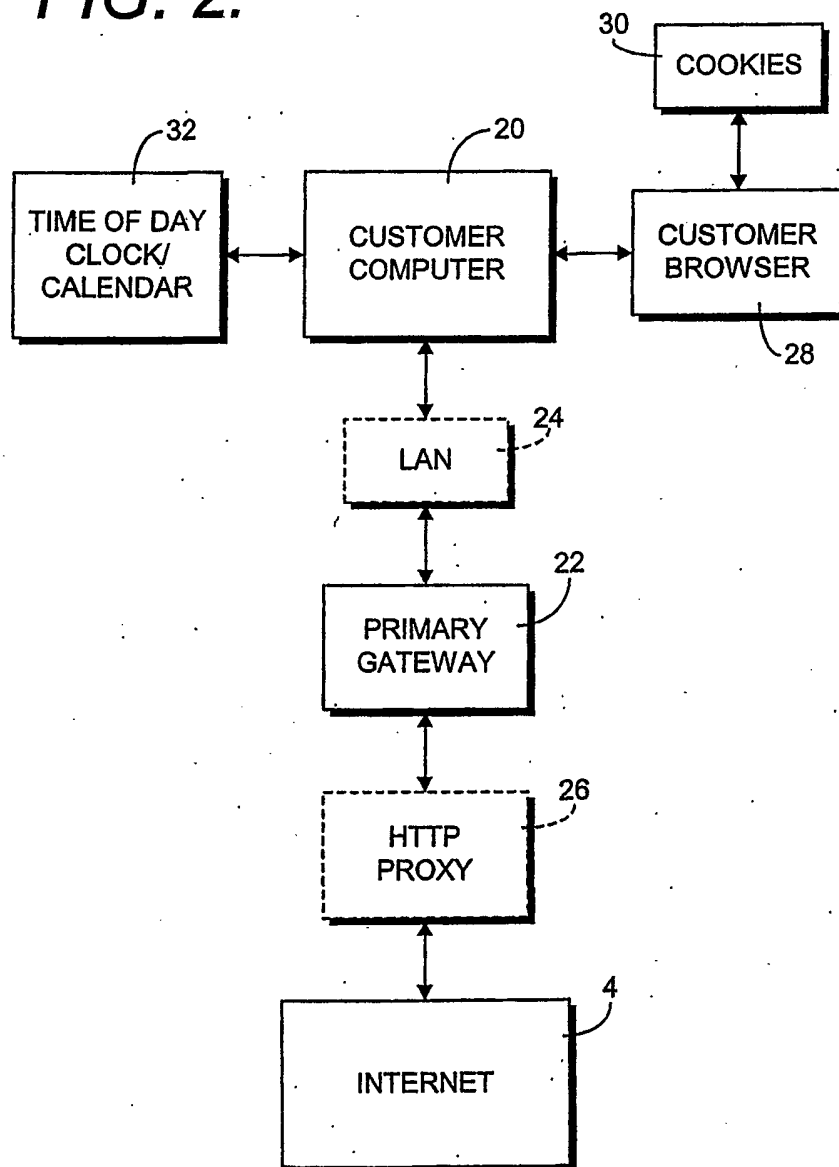 FIG. 2.
30
COOKIES
32
20
TIME OF DAY
CLOCK/
CALENDAR
CUSTOMER
COMPUTER
CUSTOMER
BROWSER
28
24
LAN
22
PRIMARY
GATEWAY
26
HTTP
PROXY
4
INTERNET